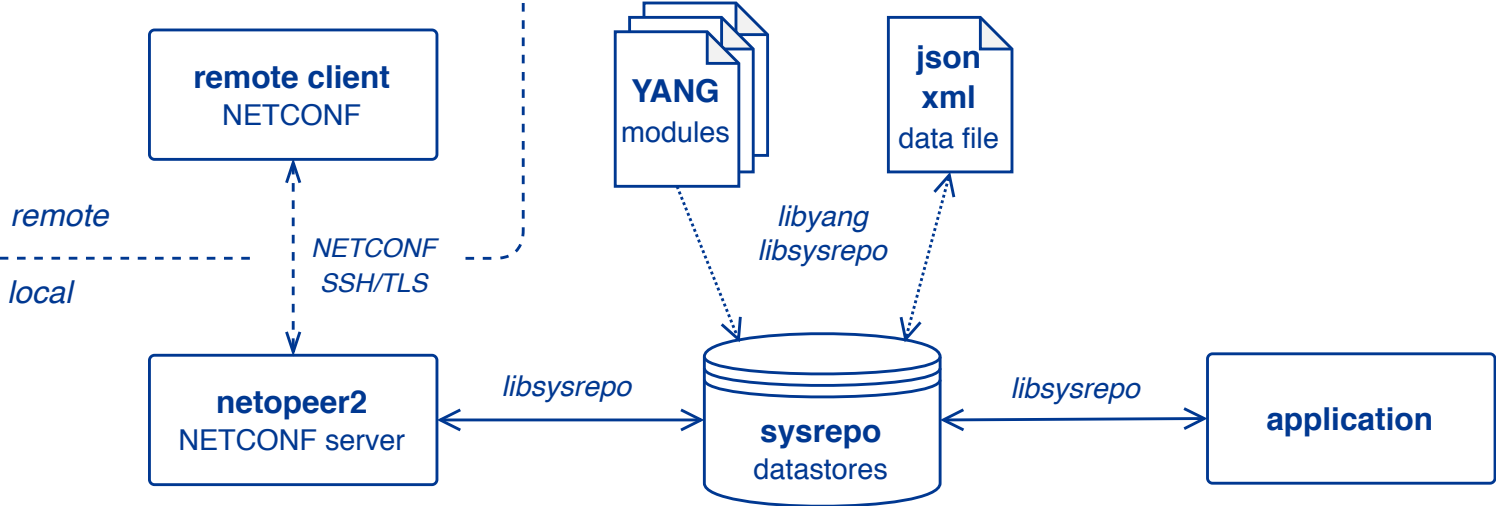 remote client
NETCONF
YANG
modules
json
xml
data file
remote
local
NETCONF
SSH/TLS
libyang
libsysrepo
netopeer2
NETCONF server
libsysrepo
sysrepo
datastores
libsysrepo
application